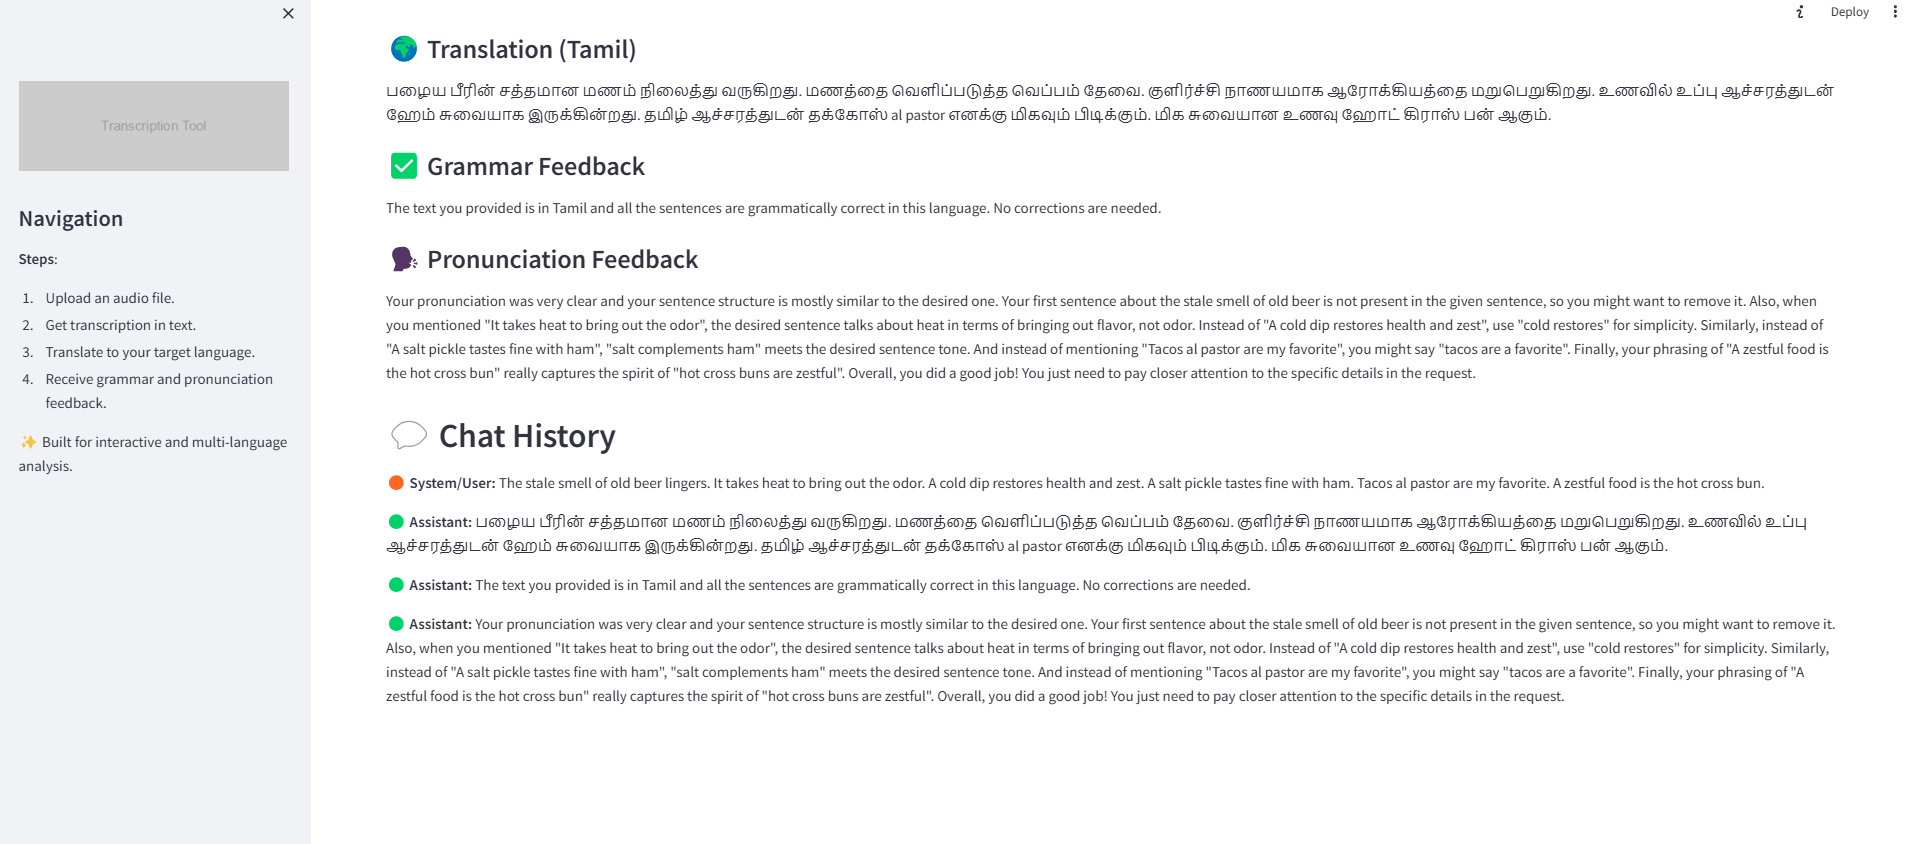 Deploy
Transcription Tool
Navigation
Steps:
1. Upload an audio file.
2. Get transcription in text.
3. Translate to your target language.
4. Receive grammar and pronunciation
feedback.
✨ Built for interactive and multi-language
analysis.
🌍 Translation (Tamil)
பழைய பீரின் சத்தமான மணம் நிலைத்து வருகிறது. மணத்தை வெளிப்படுத்த வெப்பம் தேவை. குளிர்ச்சி நாணயமாக ஆரோக்கியத்தை மறுபெறுகிறது. உணவில் உப்பு ஆச்சரத்துடன்
ஹேம் சுவையாக இருக்கின்றது. தமிழ் ஆச்சரத்துடன் தக்கோஸ் al pastor எனக்கு மிகவும் பிடிக்கும். மிக சுவையான உணவு ஹோட் கிராஸ் பன் ஆகும்.
✅ Grammar Feedback
The text you provided is in Tamil and all the sentences are grammatically correct in this language. No corrections are needed.
🗣 Pronunciation Feedback
Your pronunciation was very clear and your sentence structure is mostly similar to the desired one. Your first sentence about the stale smell of old beer is not present in the given sentence, so you might want to remove it. Also, when
you mentioned "It takes heat to bring out the odor", the desired sentence talks about heat in terms of bringing out flavor, not odor. Instead of "A cold dip restores health and zest", use "cold restores" for simplicity. Similarly, instead of
"A salt pickle tastes fine with ham", "salt complements ham" meets the desired sentence tone. And instead of mentioning "Tacos al pastor are my favorite", you might say "tacos are a favorite". Finally, your phrasing of "A zestful food is
the hot cross bun" really captures the spirit of "hot cross buns are zestful". Overall, you did a good job! You just need to pay closer attention to the specific details in the request.
💬 Chat History
System/User: The stale smell of old beer lingers. It takes heat to bring out the odor. A cold dip restores health and zest. A salt pickle tastes fine with ham. Tacos al pastor are my favorite. A zestful food is the hot cross bun.
Assistant: பழைய பீரின் சத்தமான மணம் நிலைத்து வருகிறது. மணத்தை வெளிப்படுத்த வெப்பம் தேவை. குளிர்ச்சி நாணயமாக ஆரோக்கியத்தை மறுபெறுகிறது. உணவில் உப்பு
ஆச்சரத்துடன் ஹேம் சுவையாக இருக்கின்றது. தமிழ் ஆச்சரத்துடன் தக்கோஸ் al pastor எனக்கு மிகவும் பிடிக்கும். மிக சுவையான உணவு ஹோட் கிராஸ் பன் ஆகும்.
Assistant: The text you provided is in Tamil and all the sentences are grammatically correct in this language. No corrections are needed.
Assistant: Your pronunciation was very clear and your sentence structure is mostly similar to the desired one. Your first sentence about the stale smell of old beer is not present in the given sentence, so you might want to remove it.
Also, when you mentioned "It takes heat to bring out the odor", the desired sentence talks about heat in terms of bringing out flavor, not odor. Instead of "A cold dip restores health and zest", use "cold restores" for simplicity. Similarly,
instead of "A salt pickle tastes fine with ham", "salt complements ham" meets the desired sentence tone. And instead of mentioning "Tacos al pastor are my favorite", you might say "tacos are a favorite". Finally, your phrasing of "A
zestful food is the hot cross bun" really captures the spirit of "hot cross buns are zestful". Overall, you did a good job! You just need to pay closer attention to the specific details in the request.